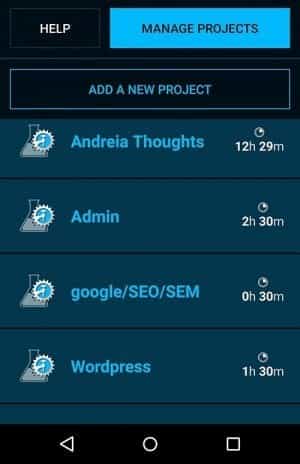 HELP MANAGE PROJECTS
ADD A NEW PROJECT
Andreia Thoughts 12h 29m
Admin 2h 30m
google/SEO/SEM 0h 30m
Wordpress 1h 30m